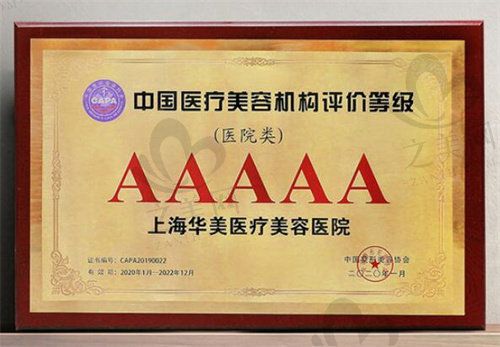 CAPA
中国医疗美容机构评价等级
(医院类)
AAAAA
上海华美医疗美容医院
证书编号: CAPA20190022
有 效 期: 2020年1月—2022年12月
中国整形美容协会
二〇二〇年一月